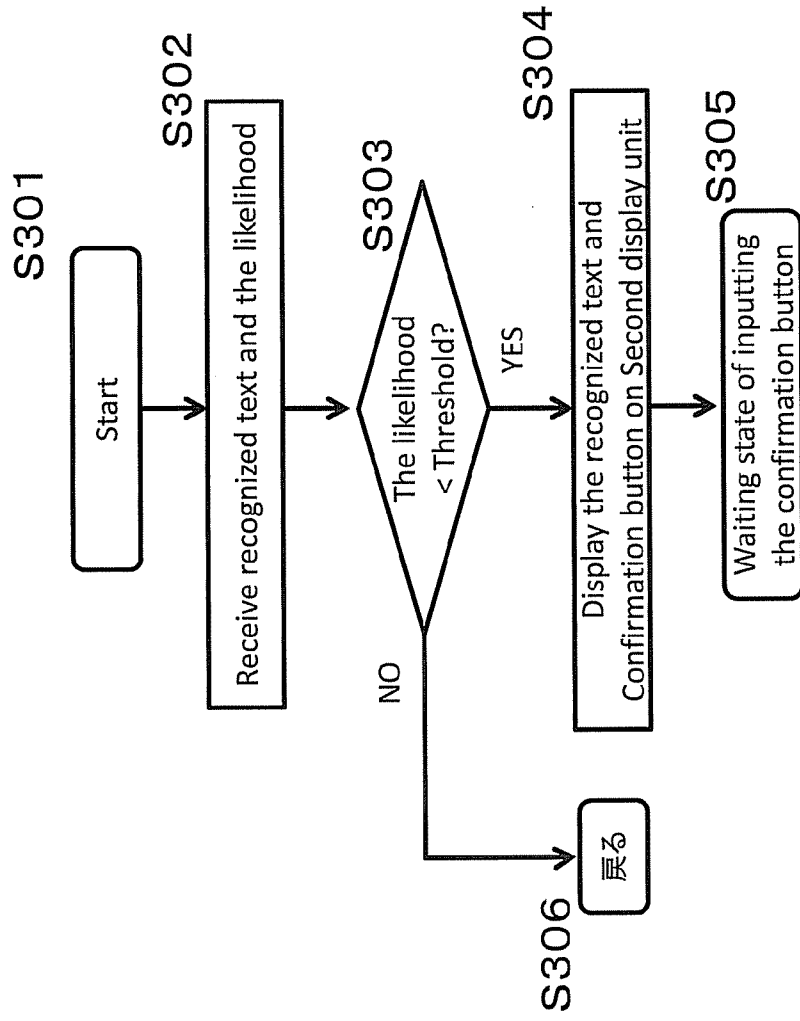 S301
Start
S302
Receive recognized text and the likelihood
S303
The likelihood
< Threshold?
NO
YES
S304
Display the recognized text and
Confirmation button on Second display unit
S305
Waiting state of inputting
the confirmation button
S306
戻る